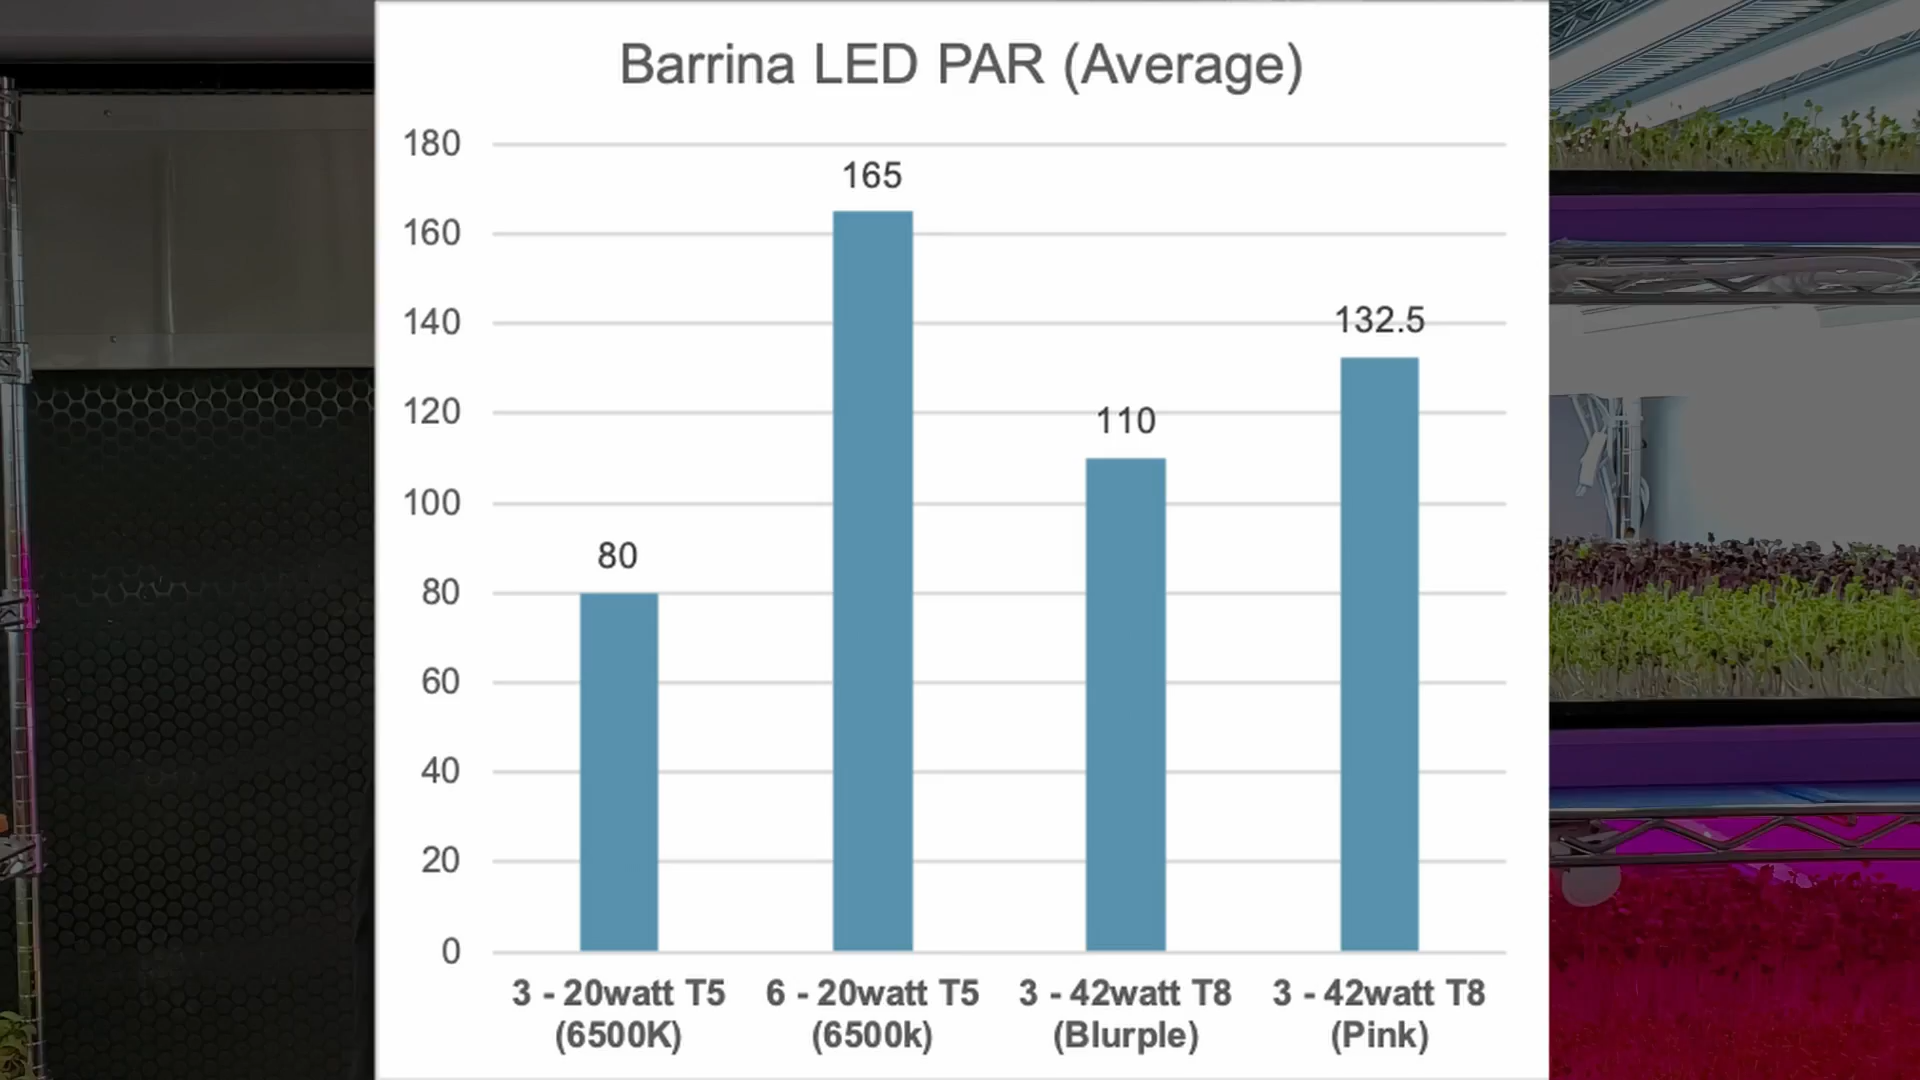 Barrina LED PAR (Average)
180
160
140
120
100
80
60
40
20
0
80
165
110
132.5
3 - 20watt T5
(6500K)
6 - 20watt T5
(6500k)
3 - 42watt T8
(Blurple)
3 - 42watt T8
(Pink)